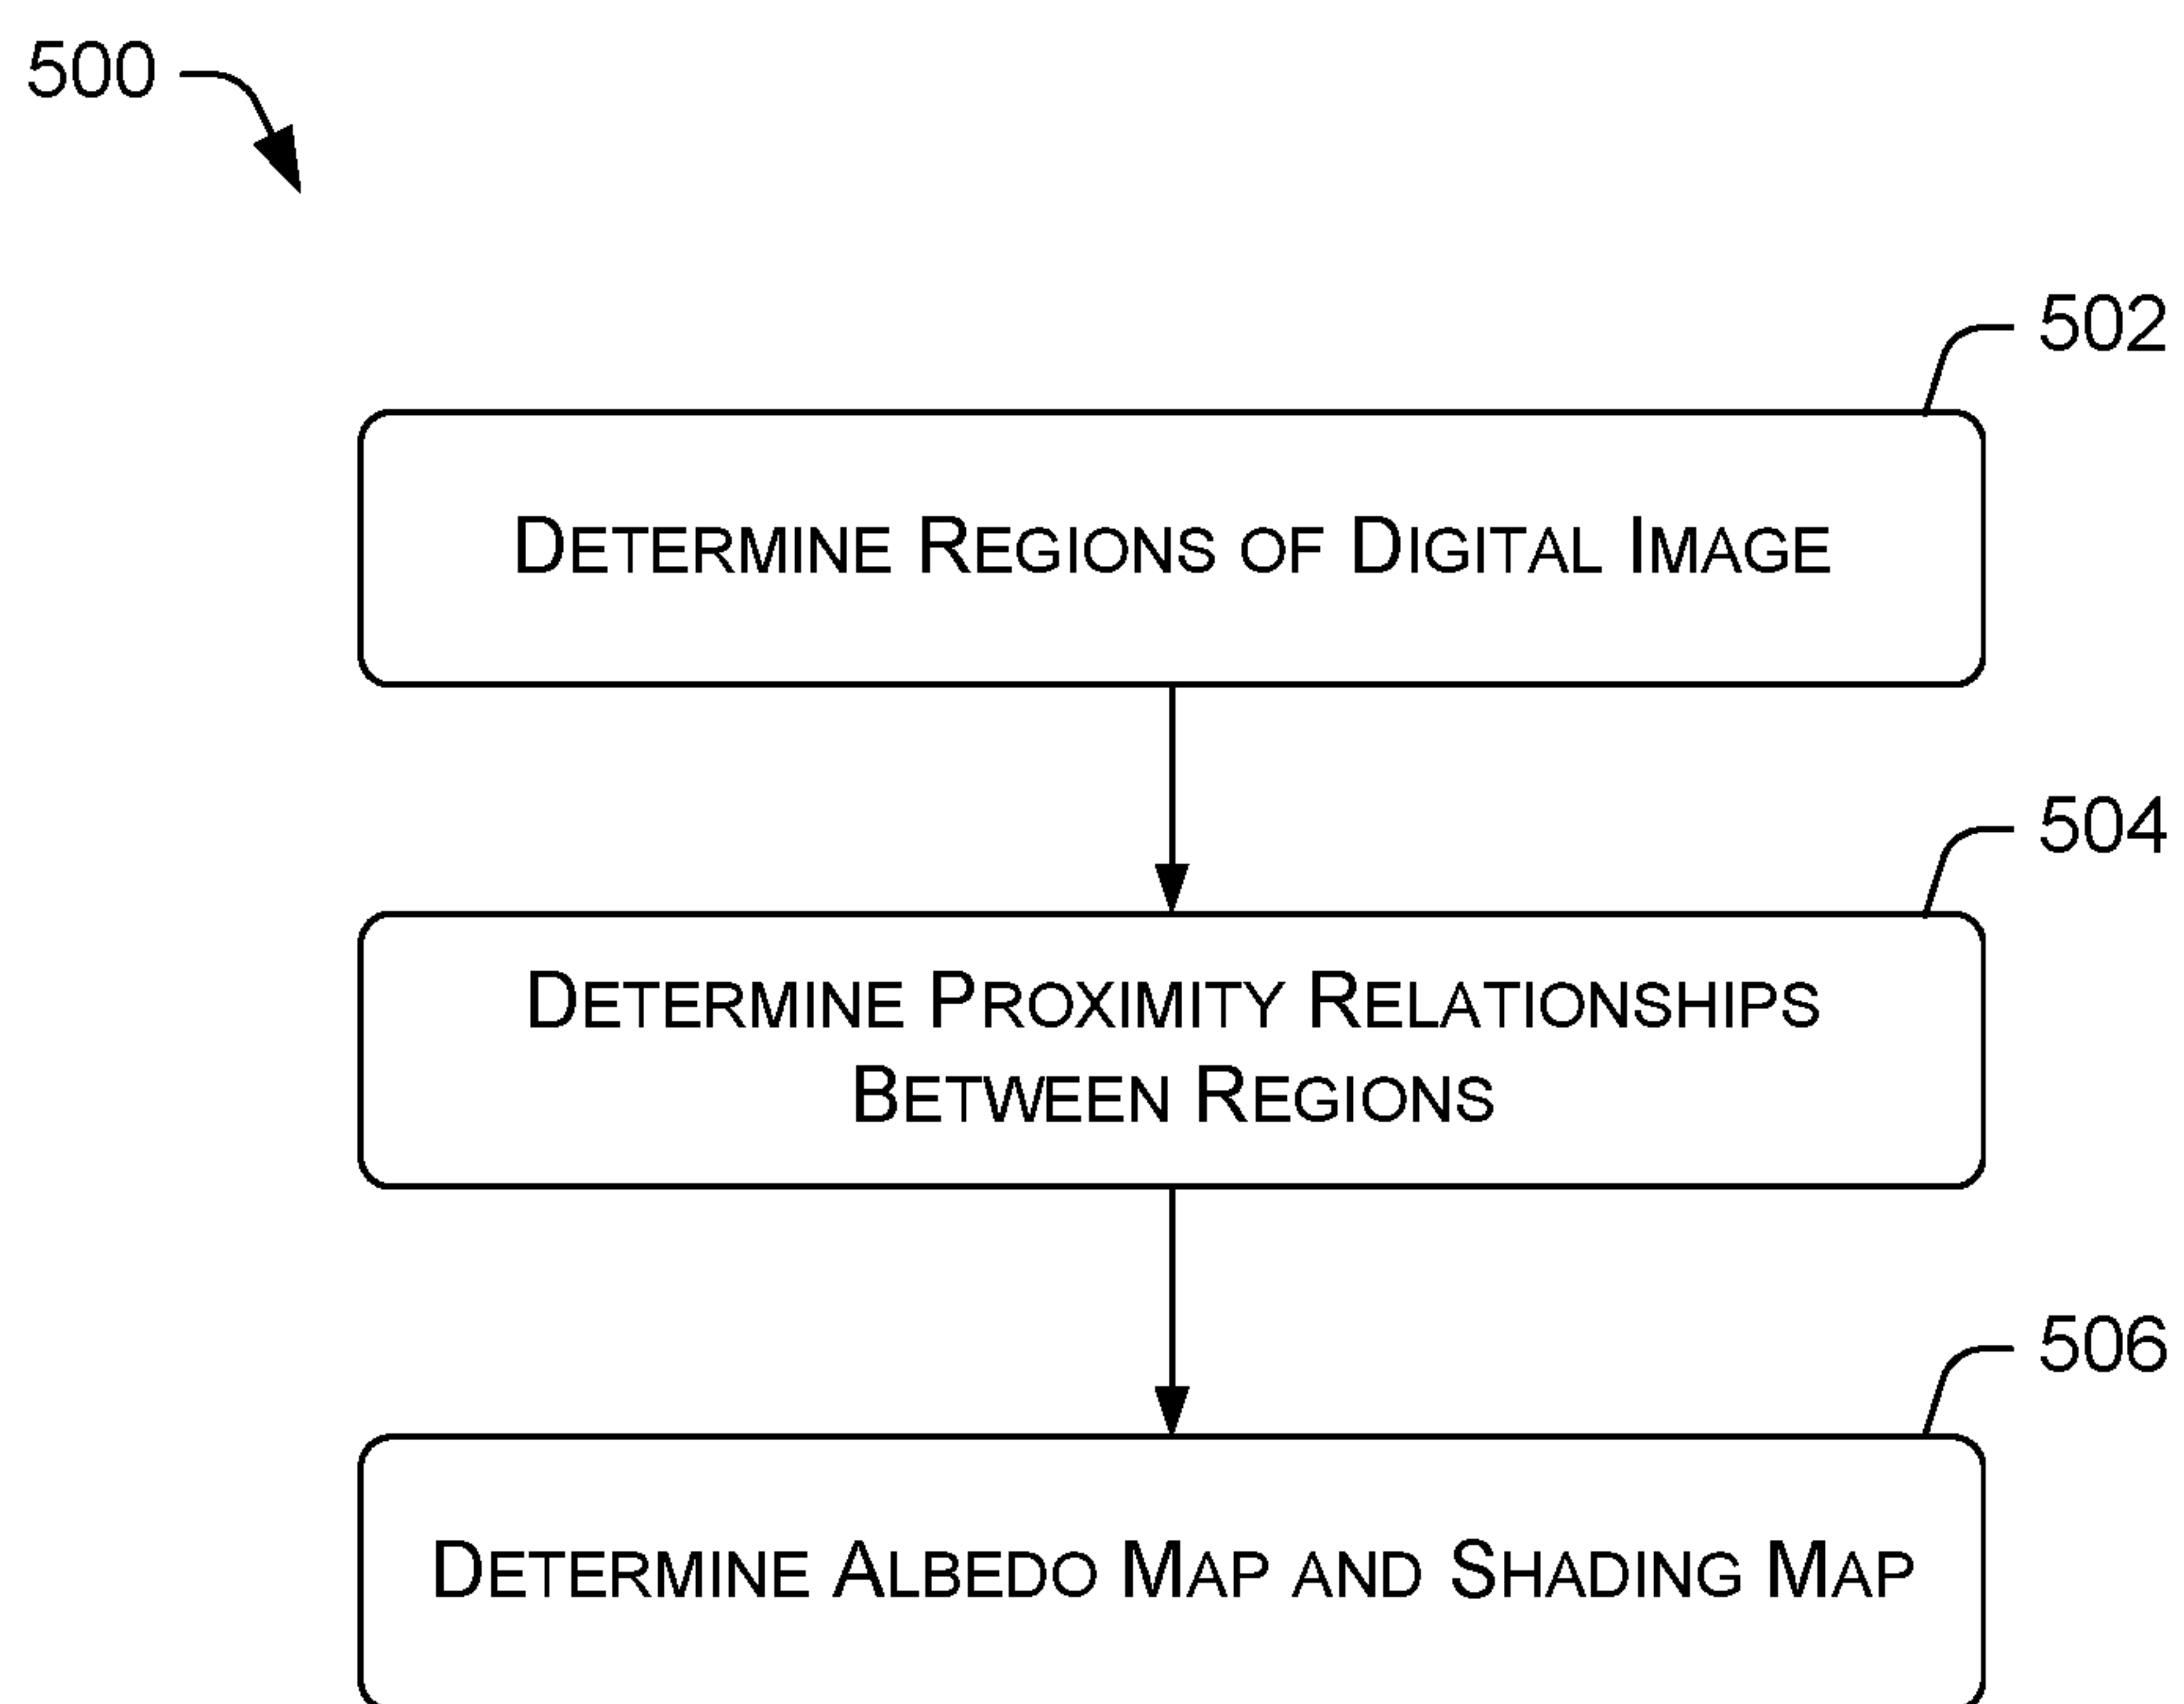 500
502
DETERMINE REGIONS OF DIGITAL IMAGE
504
DETERMINE PROXIMITY RELATIONSHIPS
BETWEEN REGIONS
506
DETERMINE ALBEDO MAP AND SHADING MAP